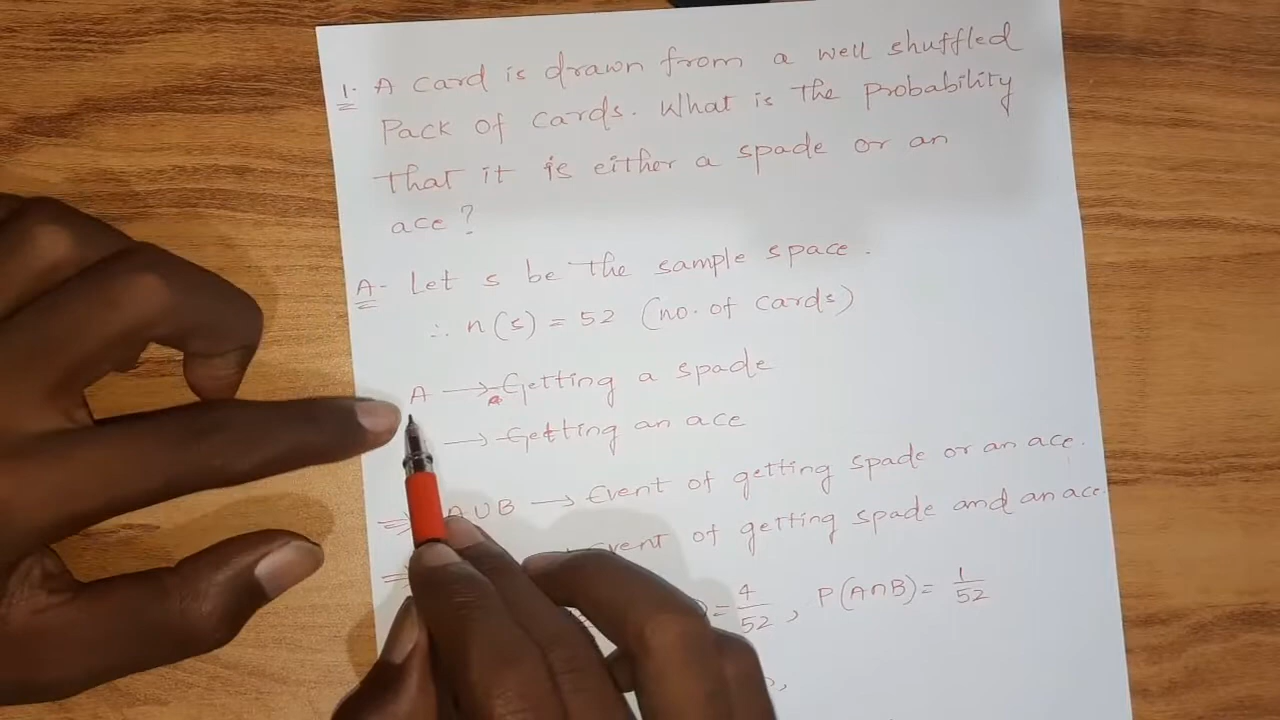 1. A card is drawn from a well shuffled
Pack of cards. What is the Probability
that it is either a spade or an
ace?
A- Let s be the sample space.
∴ n(s) = 52 (no. of cards)
A → Getting a spade
→ Getting an ace
⇒ A∪B → Event of getting spade or an ace.
⇒ Event of getting spade and an ace.
= 4/52, P(A∩B) = 1/52